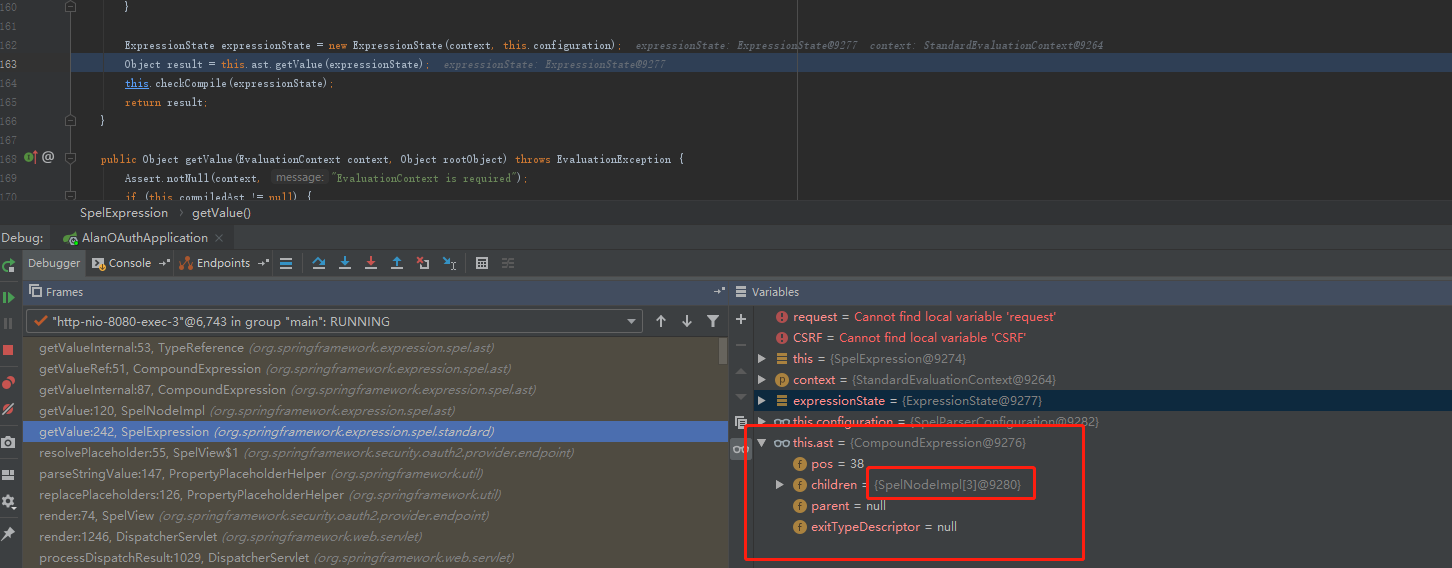 160 }
161
162 ExpressionState expressionState = new ExpressionState(context, this.configuration); expressionState: ExpressionState@9277 context: StandardEvaluationContext@9264
163 Object result = this.ast.getValue(expressionState); expressionState: ExpressionState@9277
164 this.checkCompile(expressionState);
165 return result;
166 }
167
168 @ public Object getValue(EvaluationContext context, Object rootObject) throws EvaluationException {
169 Assert.notNull(context, message: "EvaluationContext is required");
170 if (this.compiledAst != null) {
SpelExpression › getValue()
Debug: AlanOAuthApplication ×
Debugger Console Endpoints
Frames
"http-nio-8080-exec-3"@6,743 in group "main": RUNNING
getValueInternal:53, TypeReference (org.springframework.expression.spel.ast)
getValueRef:51, CompoundExpression (org.springframework.expression.spel.ast)
getValueInternal:87, CompoundExpression (org.springframework.expression.spel.ast)
getValue:120, SpelNodeImpl (org.springframework.expression.spel.ast)
getValue:242, SpelExpression (org.springframework.expression.spel.standard)
resolvePlaceholder:55, SpelView$1 (org.springframework.security.oauth2.provider.endpoint)
parseStringValue:147, PropertyPlaceholderHelper (org.springframework.util)
replacePlaceholders:126, PropertyPlaceholderHelper (org.springframework.util)
render:74, SpelView (org.springframework.security.oauth2.provider.endpoint)
render:1246, DispatcherServlet (org.springframework.web.servlet)
processDispatchResult:1029, DispatcherServlet (org.springframework.web.servlet)
Variables
request = Cannot find local variable 'request'
CSRF = Cannot find local variable 'CSRF'
this = {SpelExpression@9274}
context = {StandardEvaluationContext@9264}
expressionState = {ExpressionState@9277}
this.configuration = {SpelParserConfiguration@9282}
this.ast = {CompoundExpression@9276}
pos = 38
children = {SpelNodeImpl[3]@9280}
parent = null
exitTypeDescriptor = null